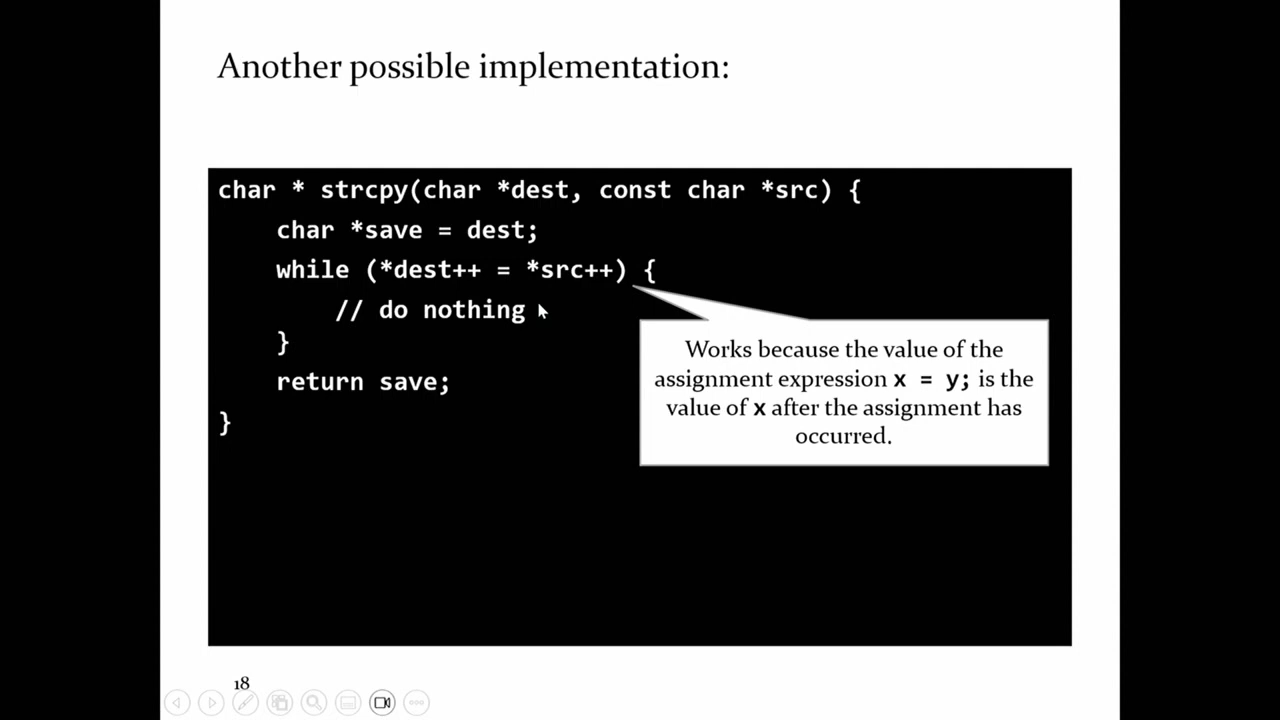 Another possible implementation:
char * strcpy(char *dest, const char *src) {
char *save = dest;
while (*dest++ = *src++) {
// do nothing
}
return save;
}
Works because the value of the
assignment expression x = y; is the
value of x after the assignment has
occurred.
18